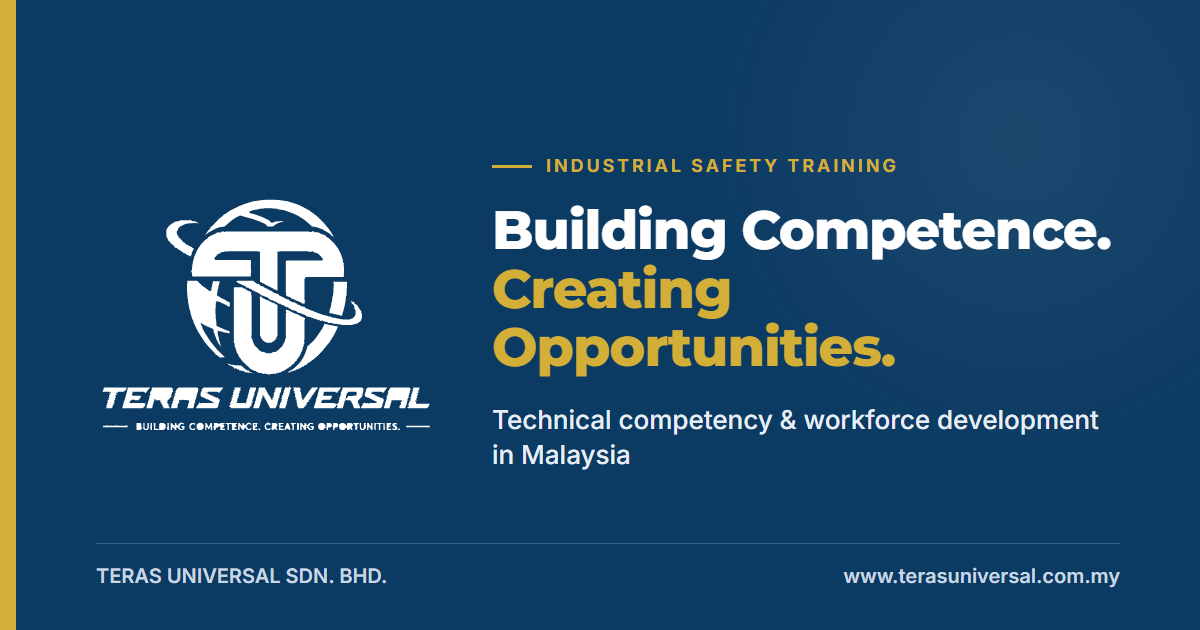 INDUSTRIAL SAFETY TRAINING
Building Competence.
Creating
Opportunities.
Technical competency & workforce development
in Malaysia
TERAS UNIVERSAL
BUILDING COMPETENCE. CREATING OPPORTUNITIES.
TERAS UNIVERSAL SDN. BHD.
www.terasuniversal.com.my